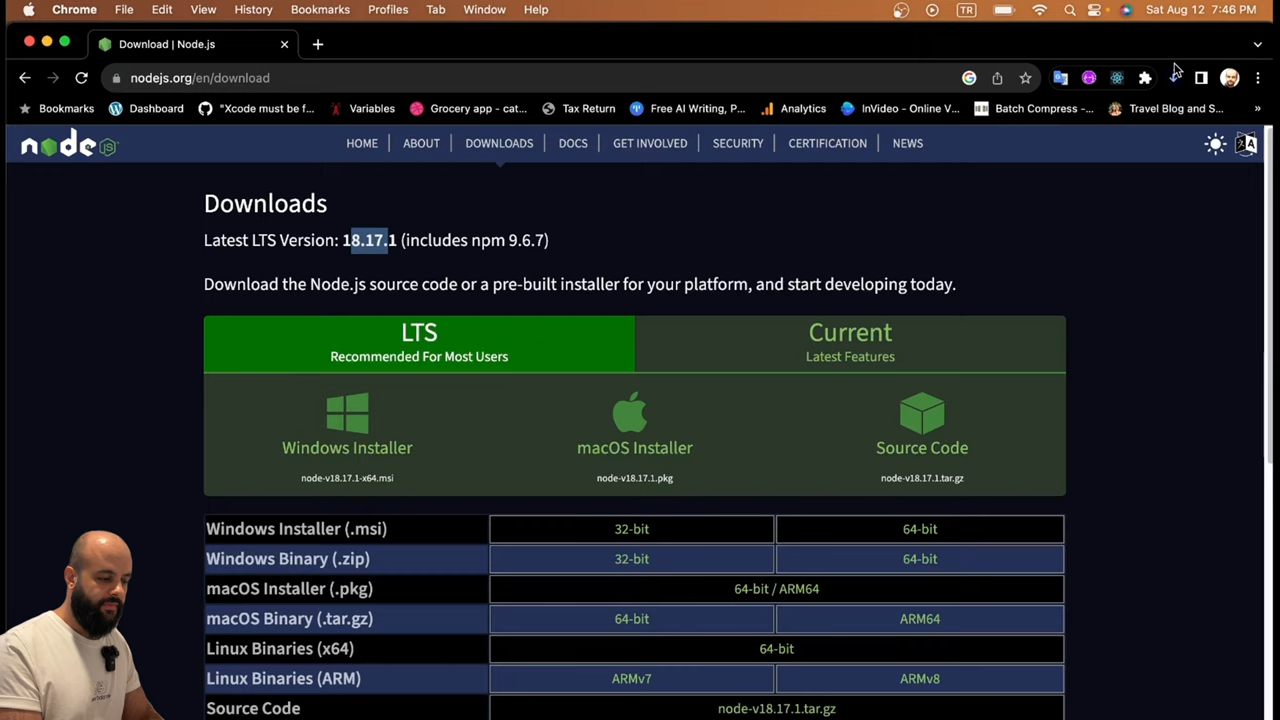 Chrome File Edit View History Bookmarks Profiles Tab Window Help TR Sat Aug 12 7:46 PM
Download | Node.js
nodejs.org/en/download
Bookmarks Dashboard "Xcode must be f... Variables Grocery app - cat... Tax Return Free AI Writing, P... Analytics InVideo - Online V... Batch Compress -... Travel Blog and S... »
node JS HOME ABOUT DOWNLOADS DOCS GET INVOLVED SECURITY CERTIFICATION NEWS
Downloads
Latest LTS Version: 18.17.1 (includes npm 9.6.7)
Download the Node.js source code or a pre-built installer for your platform, and start developing today.
LTS Current
Recommended For Most Users Latest Features
Windows Installer macOS Installer Source Code
node-v18.17.1-x64.msi node-v18.17.1.pkg node-v18.17.1.tar.gz
Windows Installer (.msi) 32-bit 64-bit
Windows Binary (.zip) 32-bit 64-bit
macOS Installer (.pkg) 64-bit / ARM64
macOS Binary (.tar.gz) 64-bit ARM64
Linux Binaries (x64) 64-bit
Linux Binaries (ARM) ARMv7 ARMv8
Source Code node-v18.17.1.tar.gz